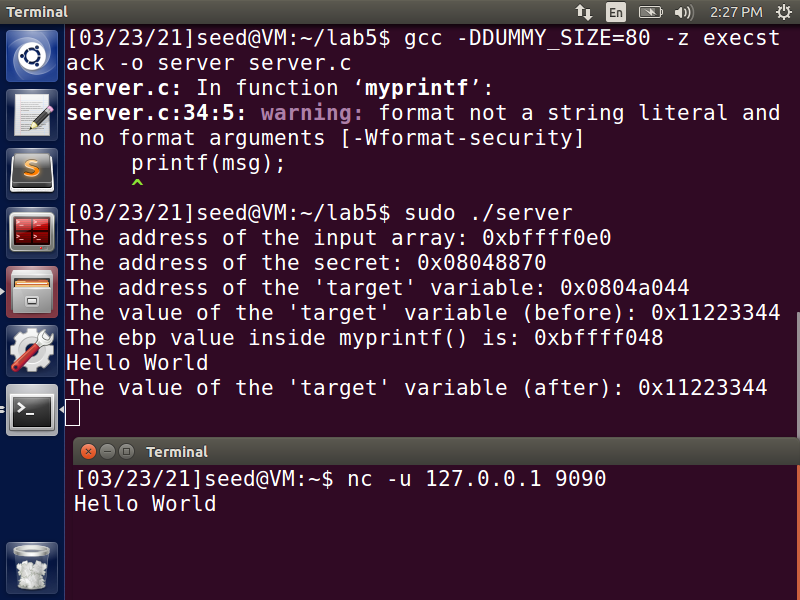 Terminal En 2:27 PM
[03/23/21]seed@VM:~/lab5$ gcc -DDUMMY_SIZE=80 -z execst
ack -o server server.c
server.c: In function ‘myprintf’:
server.c:34:5: warning: format not a string literal and
 no format arguments [-Wformat-security]
     printf(msg);
     ^
[03/23/21]seed@VM:~/lab5$ sudo ./server
The address of the input array: 0xbffff0e0
The address of the secret: 0x08048870
The address of the 'target' variable: 0x0804a044
The value of the 'target' variable (before): 0x11223344
The ebp value inside myprintf() is: 0xbffff048
Hello World
The value of the 'target' variable (after): 0x11223344
Terminal
[03/23/21]seed@VM:~$ nc -u 127.0.0.1 9090
Hello World